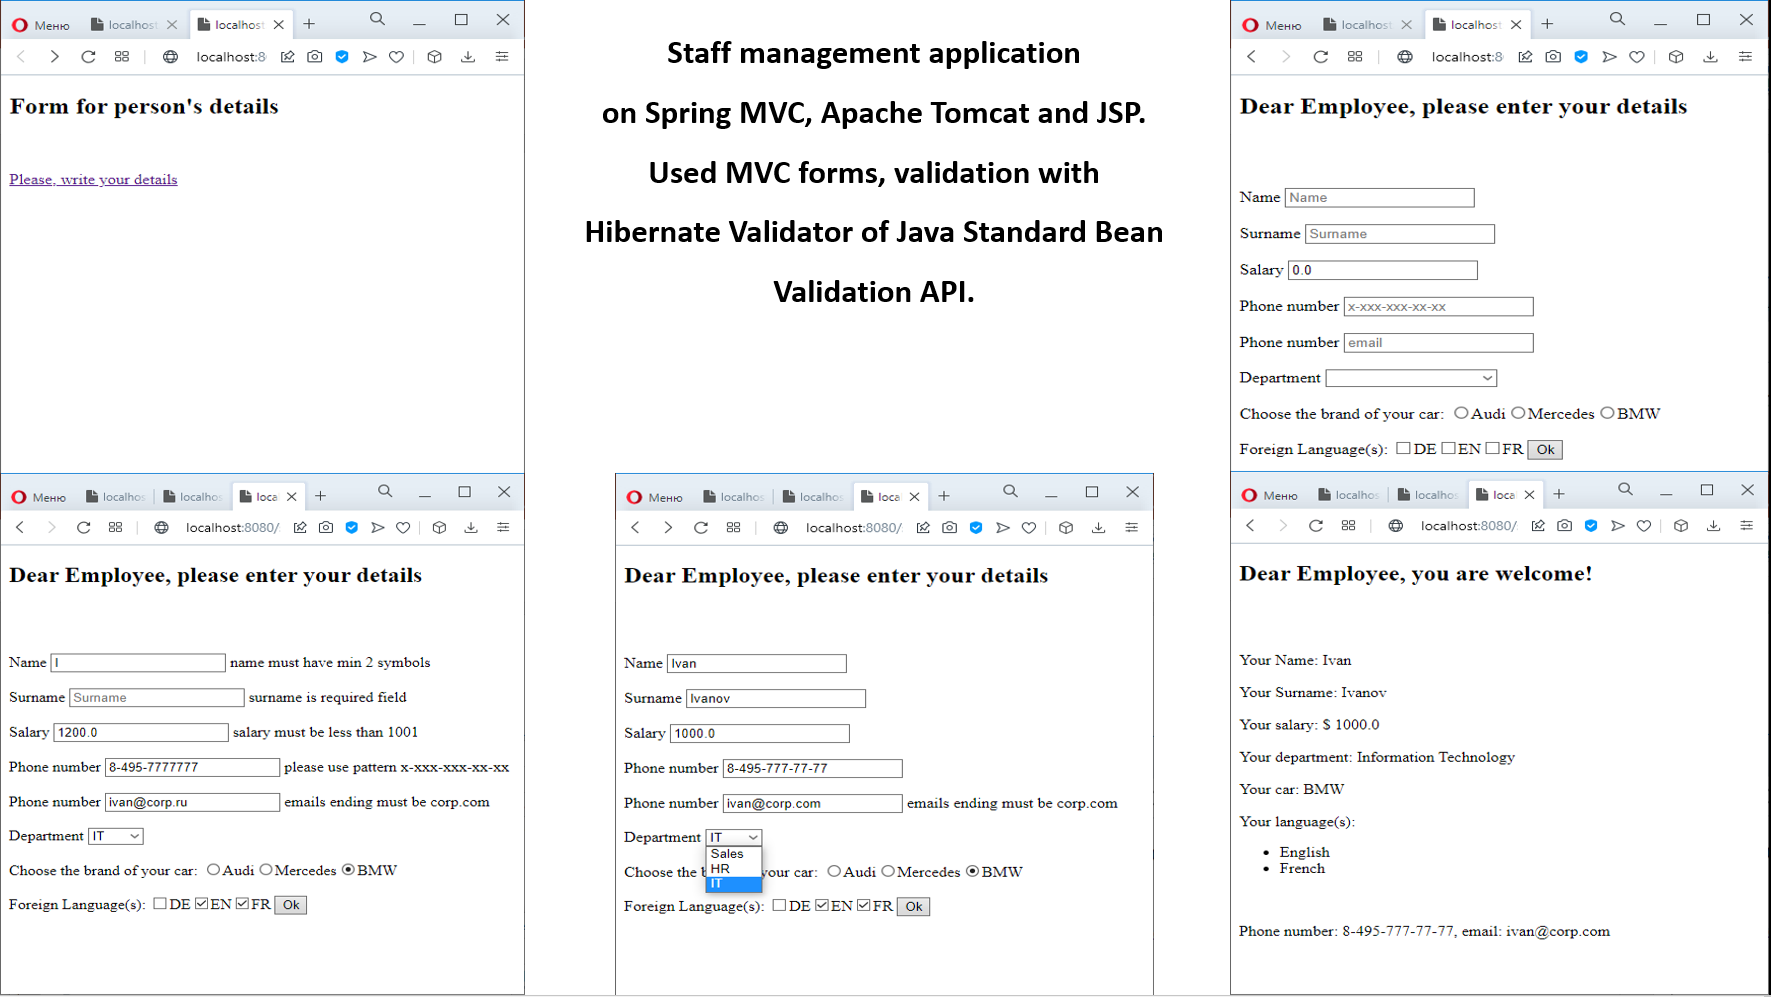 Меню localhost localhost
localhost:8
Form for person's details
Please, write your details
Staff management application
on Spring MVC, Apache Tomcat and JSP.
Used MVC forms, validation with
Hibernate Validator of Java Standard Bean
Validation API.
Меню localhost localhost
localhost:8
Dear Employee, please enter your details
Name Name
Surname Surname
Salary 0.0
Phone number x-xxx-xxx-xx-xx
Phone number email
Department
Choose the brand of your car: Audi Mercedes BMW
Foreign Language(s): DE EN FR Ok
Меню localhos localhos loca
localhost:8080/
Dear Employee, please enter your details
Name I name must have min 2 symbols
Surname Surname surname is required field
Salary 1200.0 salary must be less than 1001
Phone number 8-495-7777777 please use pattern x-xxx-xxx-xx-xx
Phone number ivan@corp.ru emails ending must be corp.com
Department IT
Choose the brand of your car: Audi Mercedes BMW
Foreign Language(s): DE EN FR Ok
Меню localhos localhos loca
localhost:8080/
Dear Employee, please enter your details
Name Ivan
Surname Ivanov
Salary 1000.0
Phone number 8-495-777-77-77
Phone number ivan@corp.com emails ending must be corp.com
Department IT
Sales
HR
IT
Choose the b your car: Audi Mercedes BMW
Foreign Language(s): DE EN FR Ok
Меню localhos localhos loca
localhost:8080/
Dear Employee, you are welcome!
Your Name: Ivan
Your Surname: Ivanov
Your salary: $ 1000.0
Your department: Information Technology
Your car: BMW
Your language(s):
• English
• French
Phone number: 8-495-777-77-77, email: ivan@corp.com